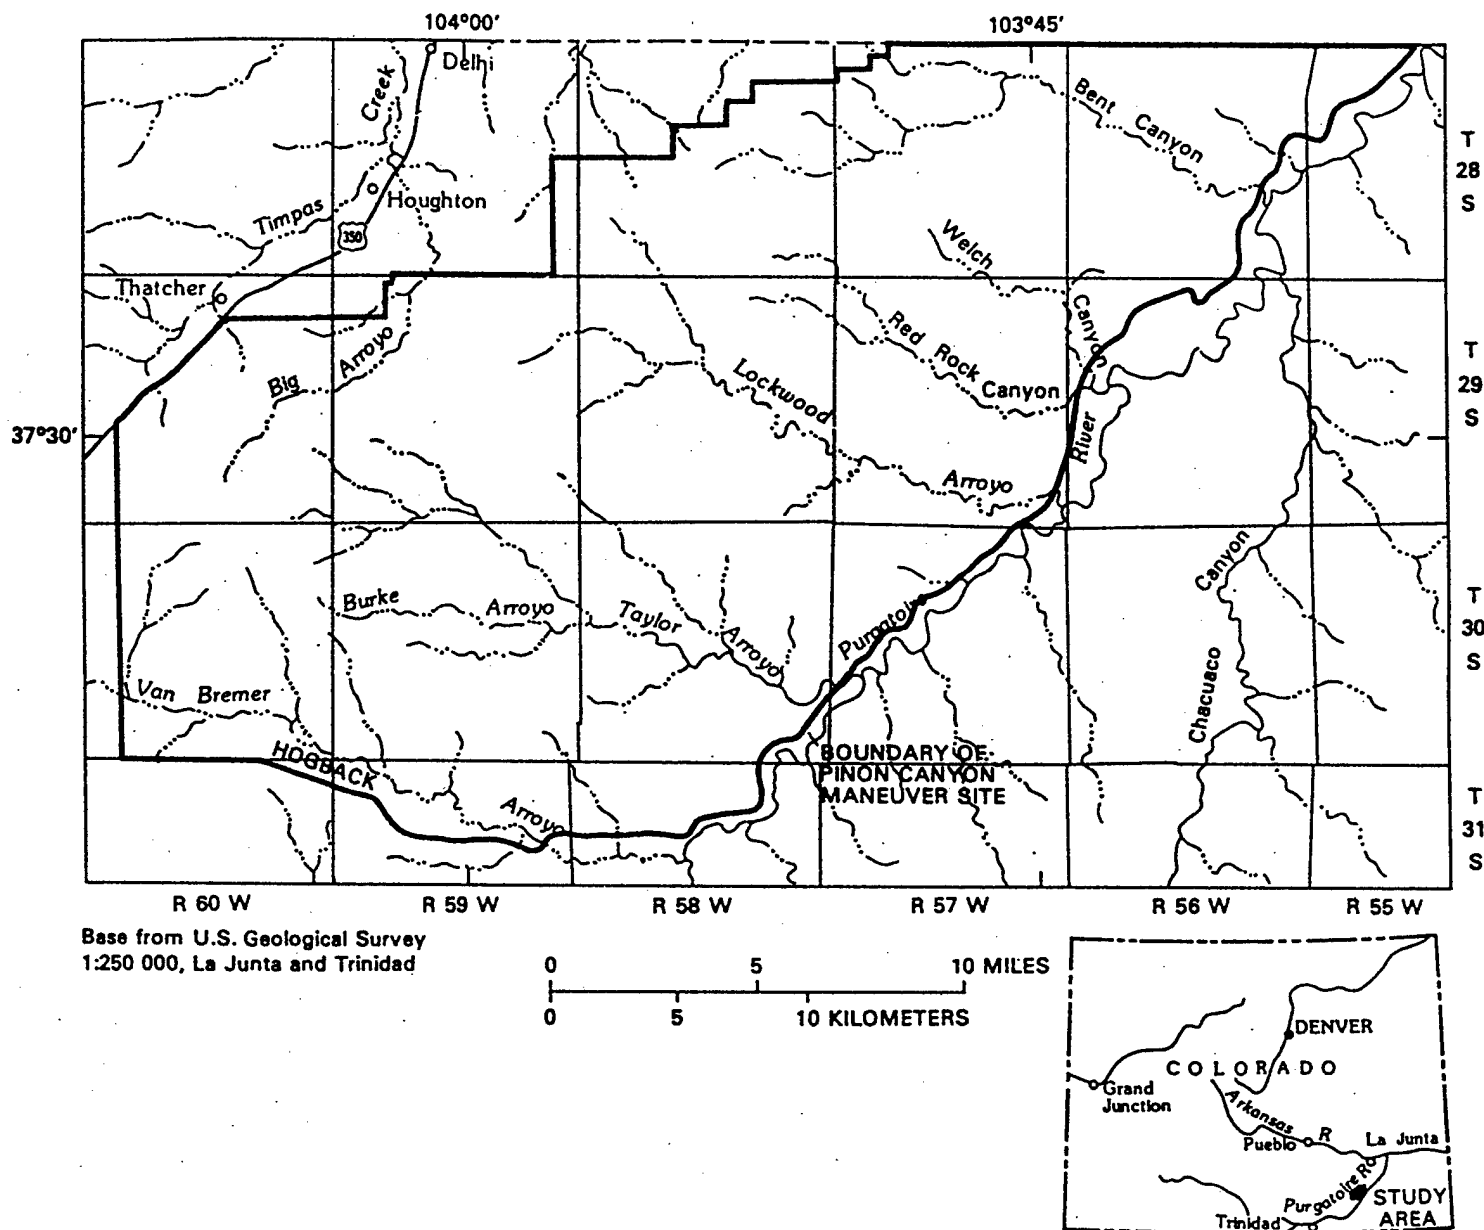 104°00'
103°45'
Delhi
Creek
Bent Canyon
T
28
S
Houghton
Timpas
350
Welch
Canyon
Thatcher
Big Arroyo
Red Rock
Canyon
T
29
S
Lockwood
37°30'
River
Arroyo
Canyon
Burke
Arroyo
Taylor
Arroyo
Purgatoire
T
30
S
Chacuaco
Van Bremer
HOGBACK
BOUNDARY OF
PINON CANYON
MANEUVER SITE
Arroyo
T
31
S
R 60 W
R 59 W
R 58 W
R 57 W
R 56 W
R 55 W
Base from U.S. Geological Survey
1:250 000, La Junta and Trinidad
0 5 10 MILES
0 5 10 KILOMETERS
DENVER
COLORADO
Grand
Junction
Arkansas
R
Pueblo
La Junta
Purgatoire R
STUDY
AREA
Trinidad